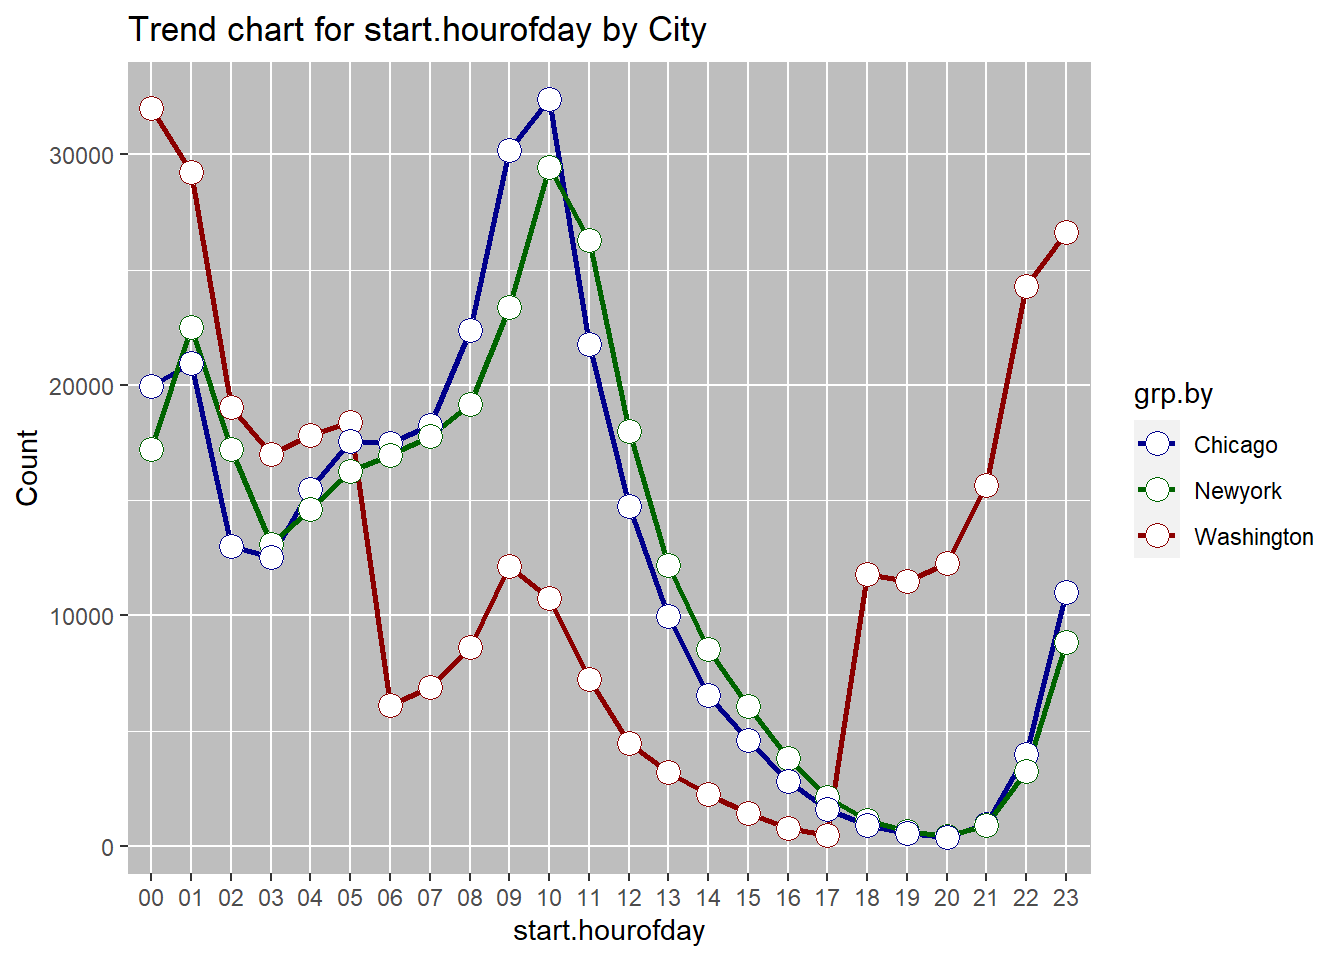 Trend chart for start.hourofday by City
Count
30000
20000
10000
0
00 01 02 03 04 05 06 07 08 09 10 11 12 13 14 15 16 17 18 19 20 21 22 23
start.hourofday
grp.by
Chicago
Newyork
Washington